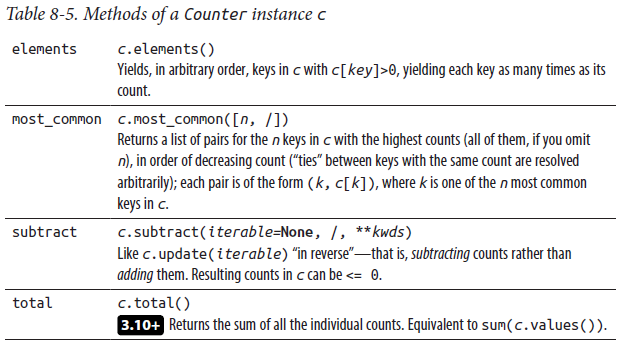 Table 8-5. Methods of a Counter instance c
elements c.elements()
Yields, in arbitrary order, keys in c with c[key]>0, yielding each key as many times as its
count.
most_common c.most_common([n, /])
Returns a list of pairs for the n keys in c with the highest counts (all of them, if you omit
n), in order of decreasing count (“ties” between keys with the same count are resolved
arbitrarily); each pair is of the form (k, c[k]), where k is one of the n most common
keys in c.
subtract c.subtract(iterable=None, /, **kwds)
Like c.update(iterable) “in reverse”—that is, subtracting counts rather than
adding them. Resulting counts in c can be <= 0.
total c.total()
3.10+ Returns the sum of all the individual counts. Equivalent to sum(c.values()).